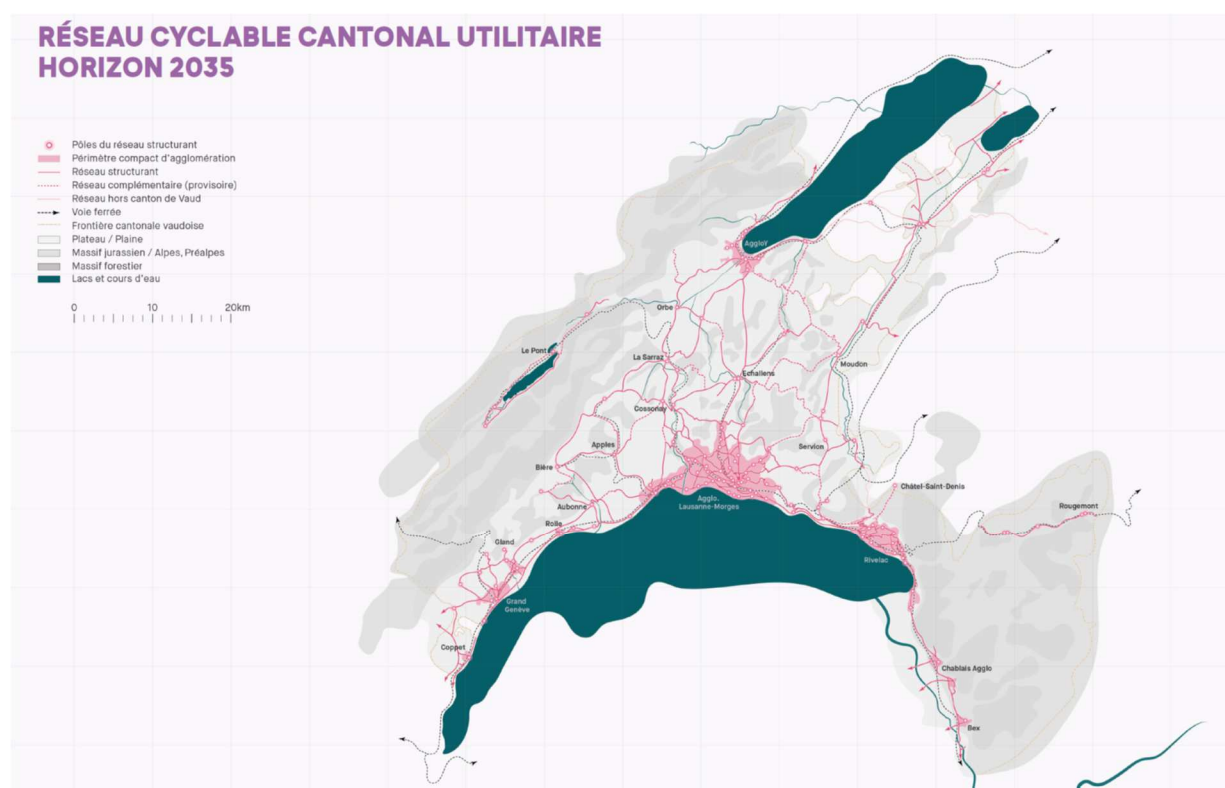 RÉSEAU CYCLABLE CANTONAL UTILITAIRE
HORIZON 2035
Pôles du réseau structurant
Périmètre compact d'agglomération
Réseau structurant
Réseau complémentaire (provisoire)
Réseau hors canton de Vaud
Voie ferrée
Frontière cantonale vaudoise
Plateau / Plaine
Massif jurassien / Alpes, Préalpes
Massif forestier
Lacs et cours d'eau
0 10 20km
AggloY
Orbe
Le Pont
La Sarraz
Echallens
Moudon
Cossonay
Apples
Servion
Bière
Châtel-Saint-Denis
Aubonne
Agglo.
Lausanne-Morges
Rougemont
Rolle
Gland
Rivelac
Grand
Genève
Coppet
Chablais Agglo
Bex